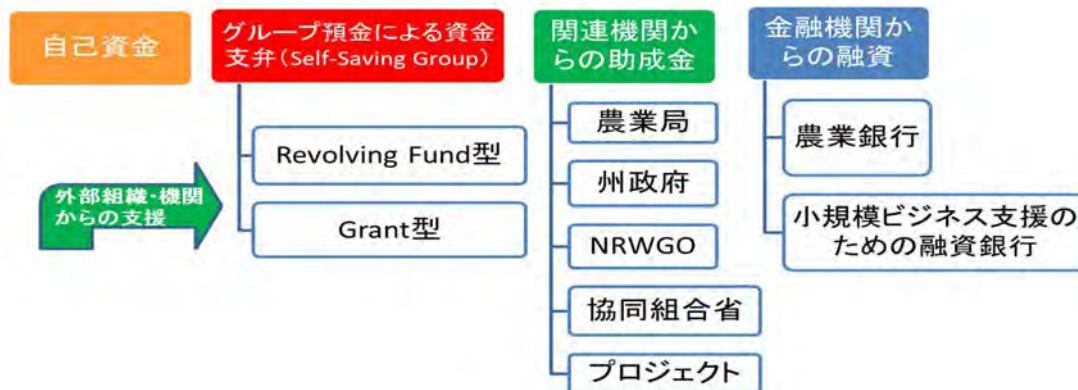 自己資金
グループ預金による資金
支弁(Self-Saving Group)
Revolving Fund型
Grant型
外部組織・機関
からの支援
関連機関か
らの助成金
農業局
州政府
NRWGO
協同組合省
プロジェクト
金融機関か
らの融資
農業銀行
小規模ビジネス支援の
ための融資銀行